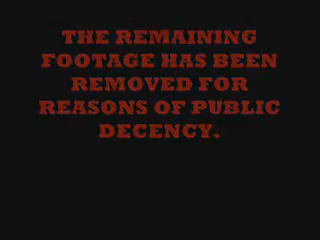 THE REMAINING
FOOTAGE HAS BEEN
REMOVED FOR
REASONS OF PUBLIC
DECENCY.